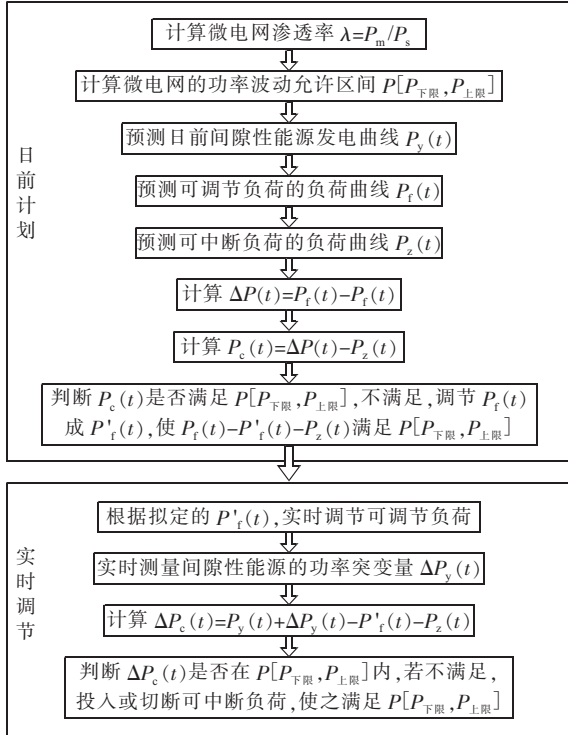 计算微电网渗透率 λ=Pm/Ps
计算微电网的功率波动允许区间 P[P下限,P上限]
预测日前间隙性能源发电曲线 Py(t)
预测可调节负荷的负荷曲线 Pf(t)
预测可中断负荷的负荷曲线 Pz(t)
计算 ΔP(t)=Pf(t)-Pf(t)
计算 Pc(t)=ΔP(t)-Pz(t)
判断 Pc(t)是否满足 P[P下限,P上限],不满足,调节 Pf(t)
成 P'f(t),使 Pf(t)-P'f(t)-Pz(t)满足 P[P下限,P上限]
日前计划
根据拟定的 P'f(t),实时调节可调节负荷
实时测量间隙性能源的功率突变量 ΔPy(t)
计算 ΔPc(t)=Py(t)+ΔPy(t)-P'f(t)-Pz(t)
判断 ΔPc(t)是否在 P[P下限,P上限]内,若不满足,
投入或切断可中断负荷,使之满足 P[P下限,P上限]
实时调节